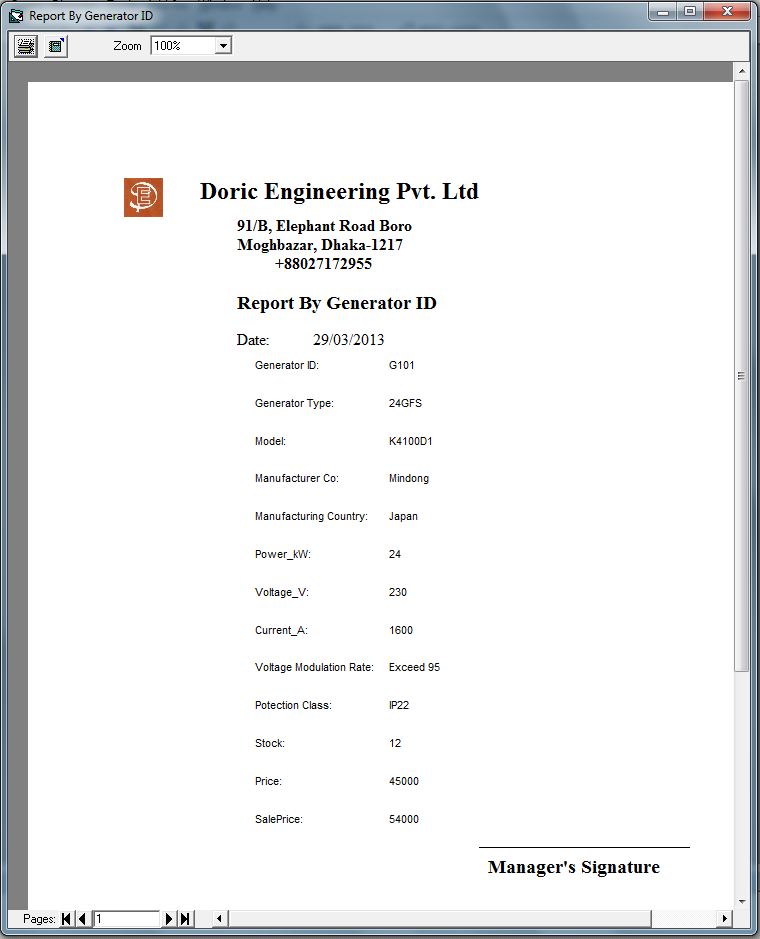 Report By Generator ID
Zoom 100%
Doric Engineering Pvt. Ltd
91/B, Elephant Road Boro
Moghbazar, Dhaka-1217
+88027172955
Report By Generator ID
Date: 29/03/2013
Generator ID: G101
Generator Type: 24GFS
Model: K4100D1
Manufacturer Co: Mindong
Manufacturing Country: Japan
Power_kW: 24
Voltage_V: 230
Current_A: 1600
Voltage Modulation Rate: Exceed 95
Potection Class: IP22
Stock: 12
Price: 45000
SalePrice: 54000
Manager's Signature
Pages: 1